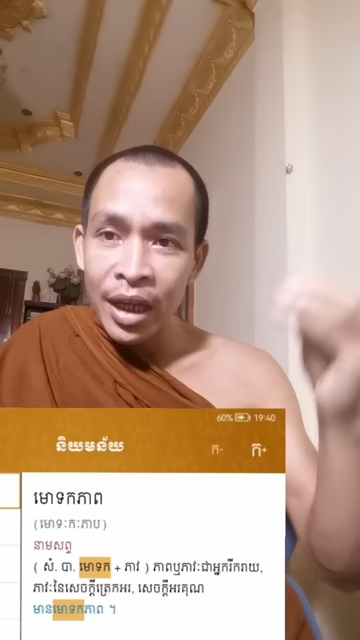 60% 19:40
និយមន័យ ក- ក+
មោទកភាព
(មោទៈកៈភាប)
នាមសព្ទ
( សំ. បា. មោទក + ភាវ ) ភាពឬភាវៈជាអ្នករីករាយ,
ភាវៈនៃសេចក្ដីត្រេកអរ, សេចក្ដីអរគុណ
មានមោទកភាព ។